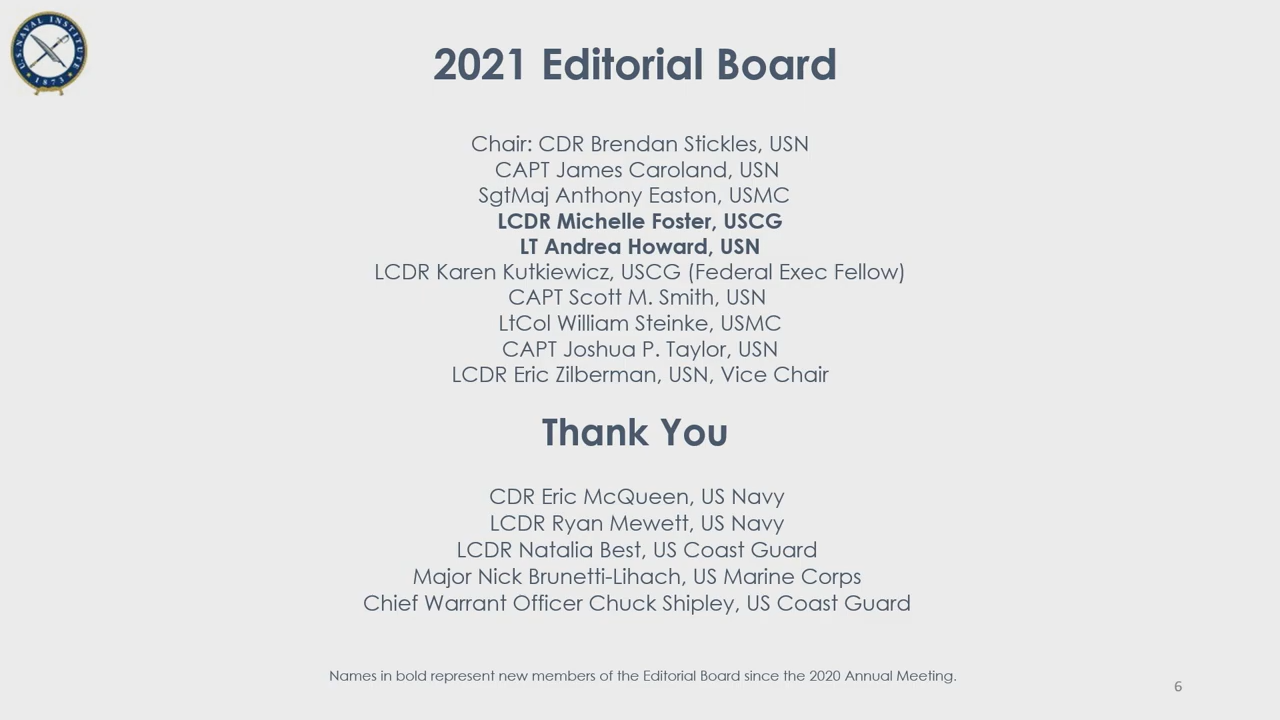 U.S. NAVAL INSTITUTE
1873
2021 Editorial Board
Chair: CDR Brendan Stickles, USN
CAPT James Caroland, USN
SgtMaj Anthony Easton, USMC
LCDR Michelle Foster, USCG
LT Andrea Howard, USN
LCDR Karen Kutkiewicz, USCG (Federal Exec Fellow)
CAPT Scott M. Smith, USN
LtCol William Steinke, USMC
CAPT Joshua P. Taylor, USN
LCDR Eric Zilberman, USN, Vice Chair
Thank You
CDR Eric McQueen, US Navy
LCDR Ryan Mewett, US Navy
LCDR Natalia Best, US Coast Guard
Major Nick Brunetti-Lihach, US Marine Corps
Chief Warrant Officer Chuck Shipley, US Coast Guard
Names in bold represent new members of the Editorial Board since the 2020 Annual Meeting.
6